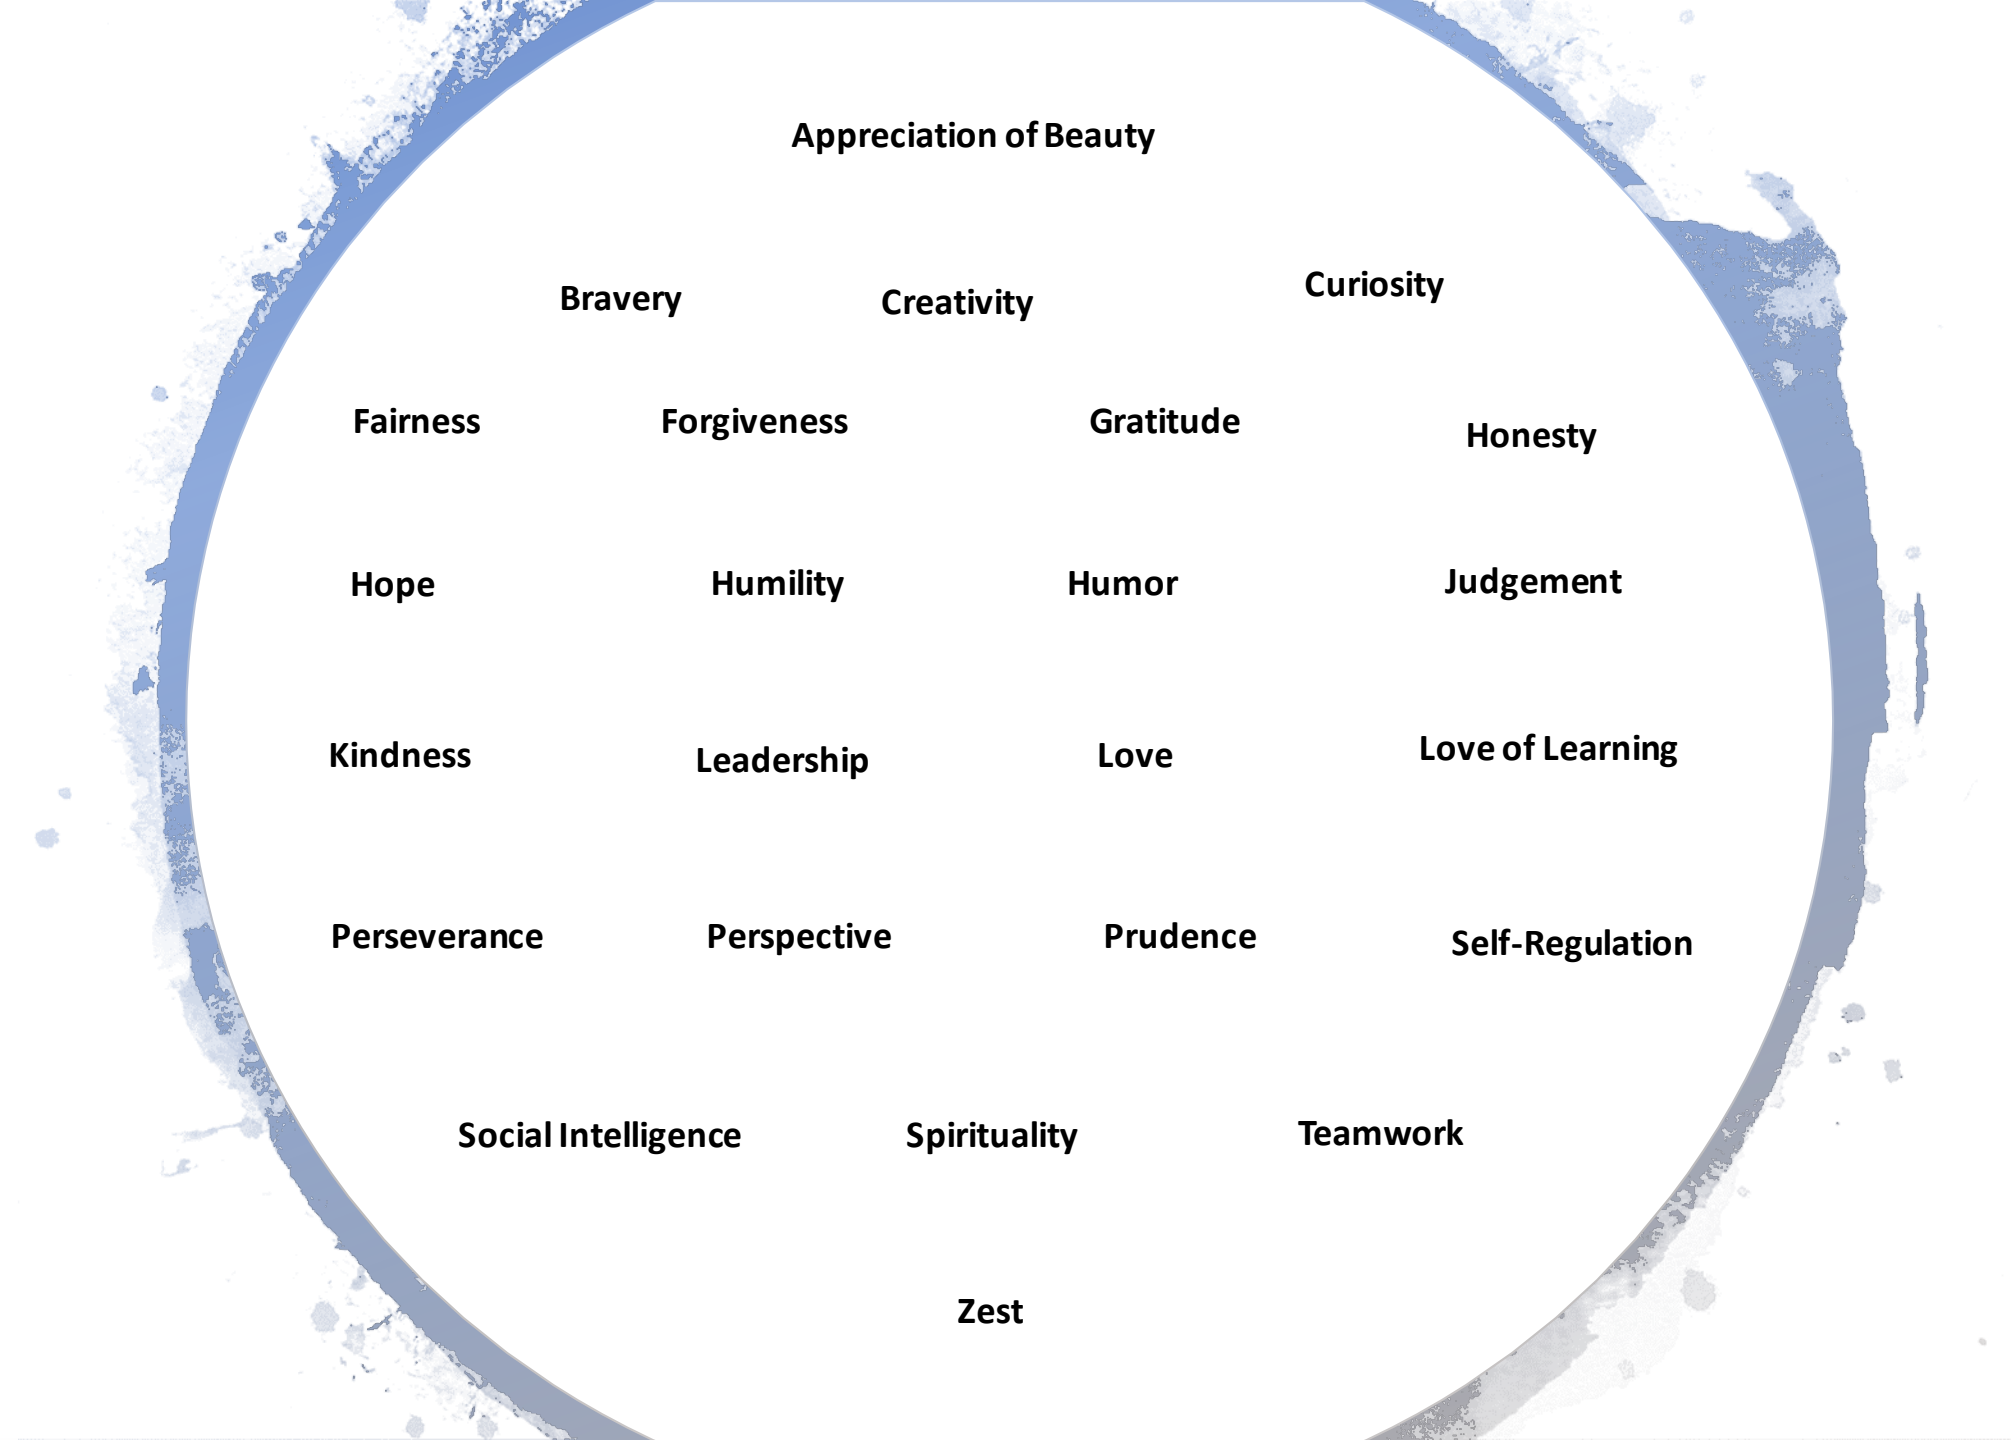 Appreciation of Beauty
Bravery
Creativity
Curiosity
Fairness
Forgiveness
Gratitude
Honesty
Hope
Humility
Humor
Judgement
Kindness
Leadership
Love
Love of Learning
Perseverance
Perspective
Prudence
Self-Regulation
Social Intelligence
Spirituality
Teamwork
Zest